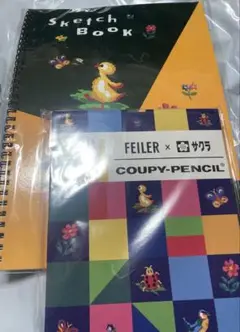 Sketch
BOOK
FEILER × サクラ
COUPY-PENCIL®